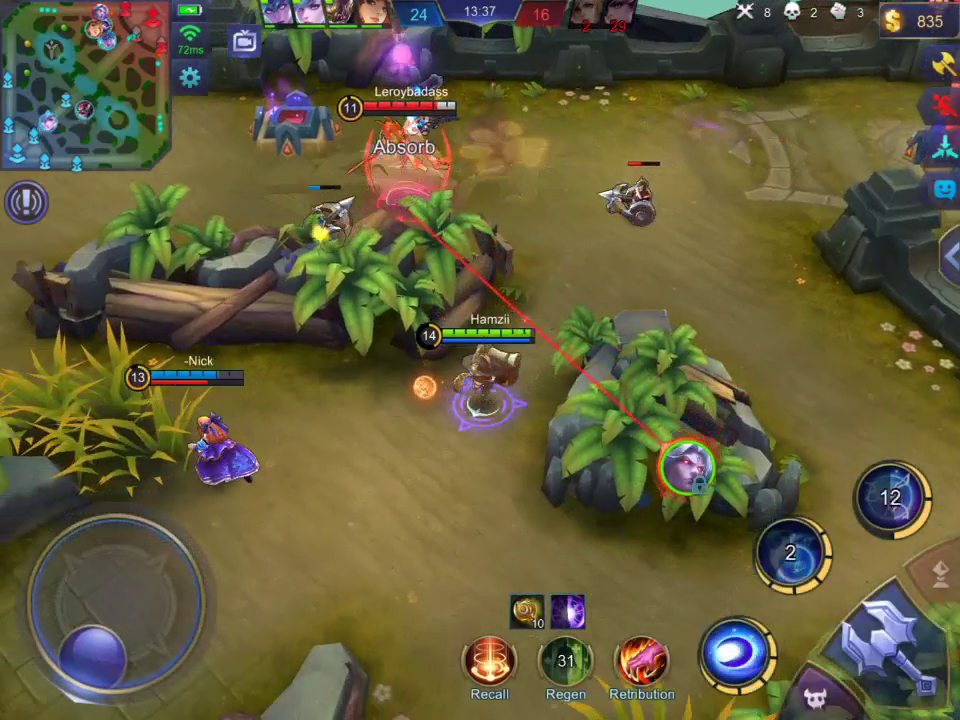 24
13:37
16
8
2
3
835
72ms
2
29
Leroybadass
11
Absorb
Hamzii
14
-Nick
13
12
2
10
31
Recall
Regen
Retribution